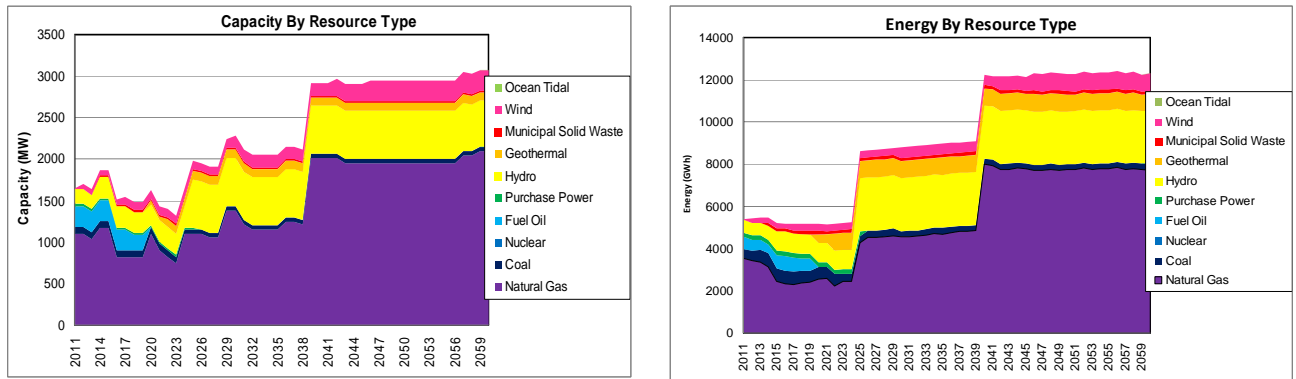 Capacity By Resource Type
3500
3000
2500
2000
1500
1000
500
0
Capacity (MW)
2011
2014
2017
2020
2023
2026
2029
2032
2035
2038
2041
2044
2047
2050
2053
2056
2059
Ocean Tidal
Wind
Municipal Solid Waste
Geothermal
Hydro
Purchase Power
Fuel Oil
Nuclear
Coal
Natural Gas
Energy By Resource Type
14000
12000
10000
8000
6000
4000
2000
0
Energy (GWh)
2011
2013
2015
2017
2019
2021
2023
2025
2027
2029
2031
2033
2035
2037
2039
2041
2043
2045
2047
2049
2051
2053
2055
2057
2059
Ocean Tidal
Wind
Municipal Solid Waste
Geothermal
Hydro
Purchase Power
Fuel Oil
Nuclear
Coal
Natural Gas